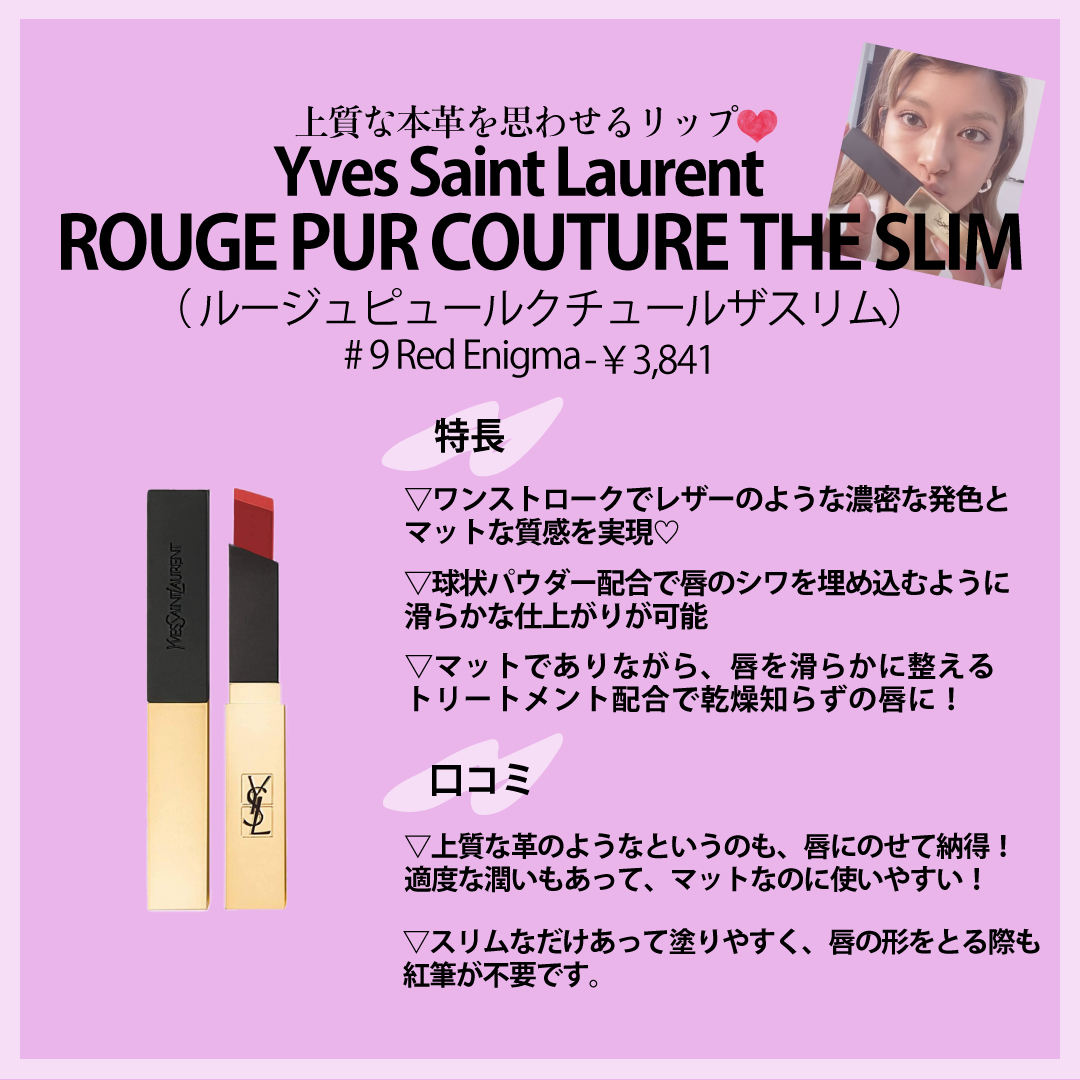 上質な本革を思わせるリップ
Yves Saint Laurent
ROUGE PUR COUTURE THE SLIM
（ルージュピュールクチュールザスリム）
#9 Red Enigma-￥3,841
特長
▽ワンストロークでレザーのような濃密な発色と
マットな質感を実現♡
▽球状パウダー配合で唇のシワを埋め込むように
滑らかな仕上がりが可能
▽マットでありながら、唇を滑らかに整える
トリートメント配合で乾燥知らずの唇に！
YVESSAINTLAURENT
YSL
口コミ
▽上質な革のようなというのも、唇にのせて納得！
適度な潤いもあって、マットなのに使いやすい！
▽スリムなだけあって塗りやすく、唇の形をとる際も
紅筆が不要です。